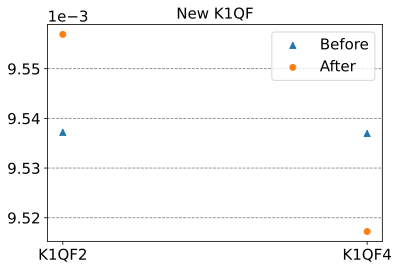 New K1QF
1e−3
Before
After
9.55
9.54
9.53
9.52
K1QF2
K1QF4